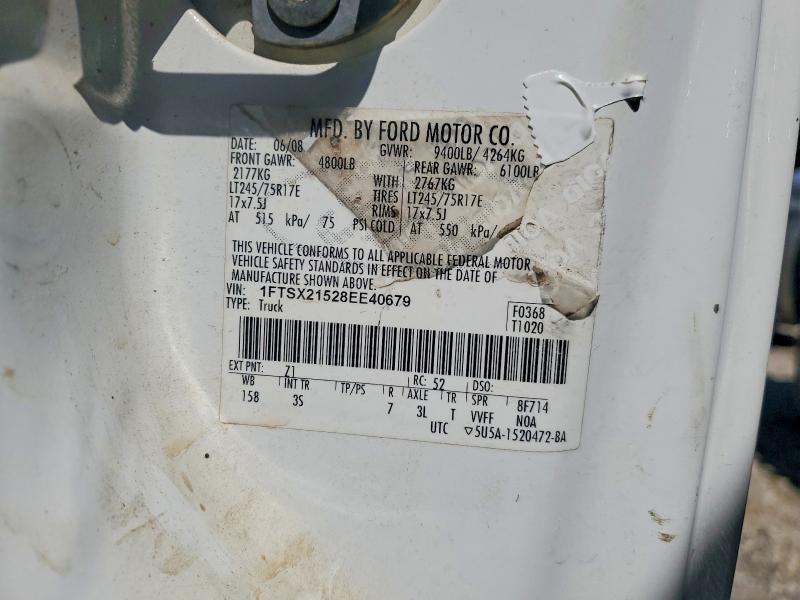 MFD. BY FORD MOTOR CO.
DATE: 06/08 GVWR: 9400LB/ 4264KG
FRONT GAWR: 4800LB REAR GAWR: 6100LB
2177KG WITH 2767KG
LT245/75R17E TIRES LT245/75R17E
17x7.5J RIMS 17x7.5J
AT 515 kPa/ 75 PSI COLD AT 550 kPa/
THIS VEHICLE CONFORMS TO ALL APPLICABLE FEDERAL MOTOR
VEHICLE SAFETY STANDARDS IN EFFECT ON THE DATE OF
MANUFACTURE SHOWN ABOVE.
VIN: 1FTSX21528EE40679
TYPE: Truck
F0368
T1020
EXT PNT: Z1 RC: 52 DSO:
WB INT TR TP/PS R AXLE TR SPR 8F714
158 3S 7 3L T VVFF NOA
UTC ▽5U5A-1520472-BA